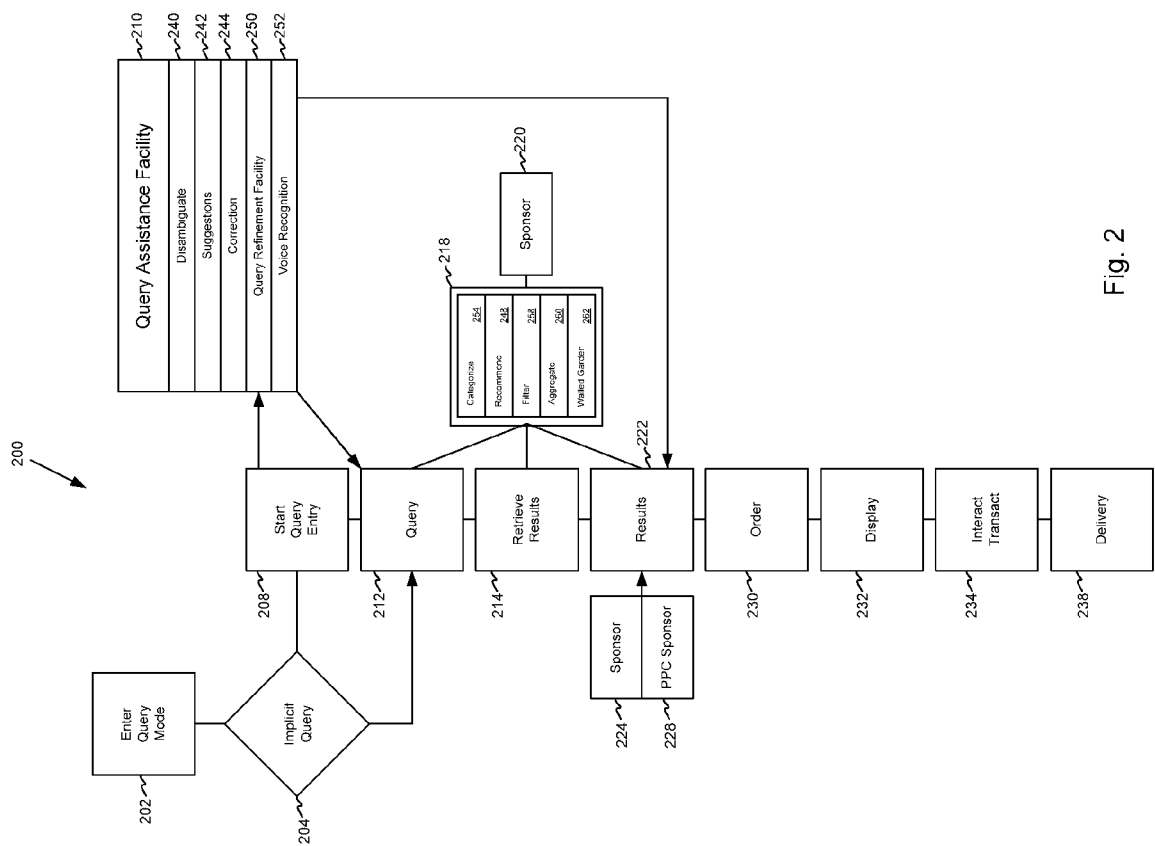 200
Enter
Query
Mode
202
Implicit
Query
204
Start
Query
Entry
208
Query Assistance Facility
210
Disambiguate
240
Suggestions
242
Correction
244
Query Refinement Facility
250
Voice Recognition
252
Query
212
Retrieve
Results
214
218
Categorize 254
Recommenc 248
Filter 258
Aggregate 260
Walled Garder 262
Sponsor
220
Results
222
Sponsor
224
PPC Sponsor
228
Order
230
Display
232
Interact
Transact
234
Delivery
238
Fig. 2